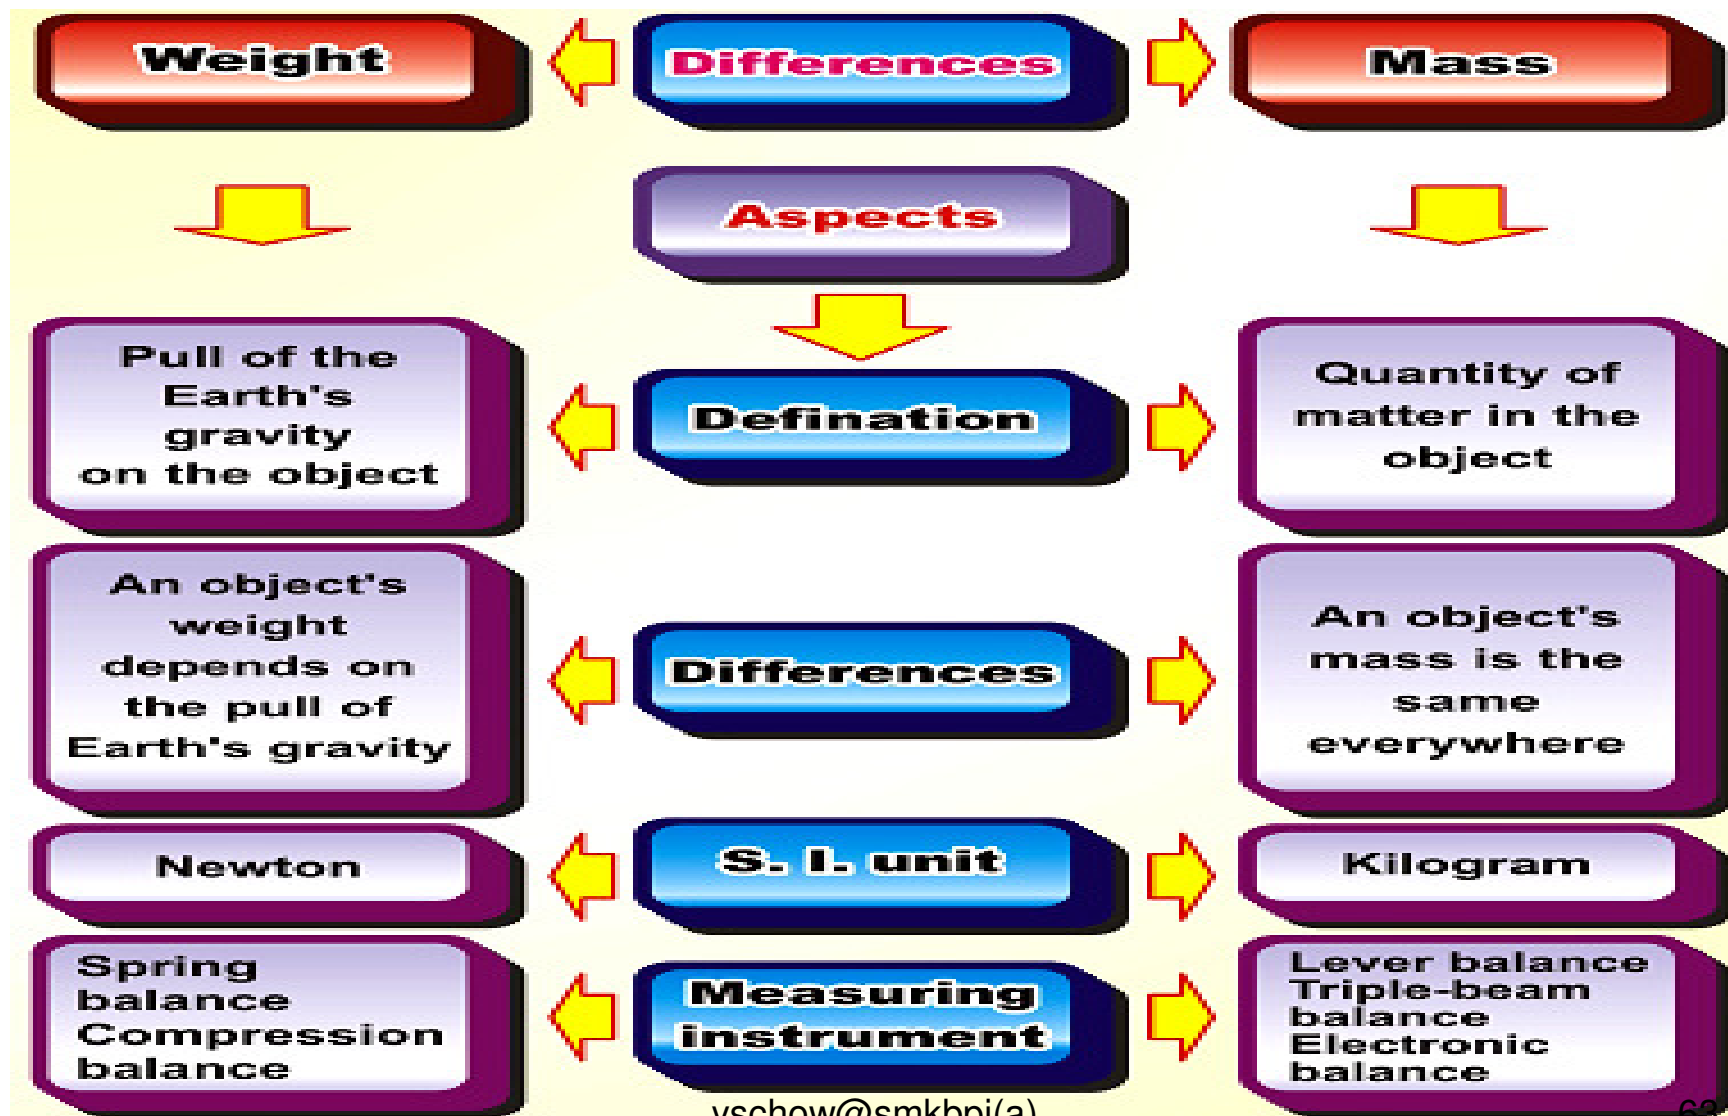 Weight
Differences
Mass
Aspects
Pull of the
Earth's
gravity
on the object
Defination
Quantity of
matter in the
object
An object's
weight
depends on
the pull of
Earth's gravity
Differences
An object's
mass is the
same
everywhere
Newton
S. I. unit
Kilogram
Spring
balance
Compression
balance
Measuring
instrument
Lever balance
Triple-beam
balance
Electronic
balance
yschow@smkbpj(a)